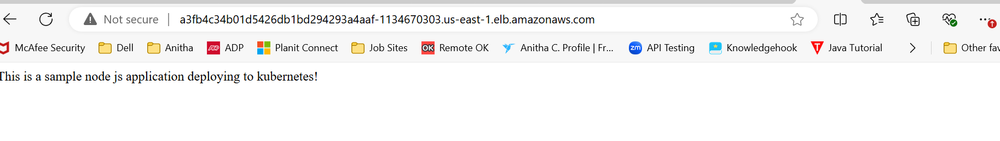 Not secure | a3fb4c34b01d5426db1bd294293a4aaf-1134670303.us-east-1.elb.amazonaws.com
McAfee Security Dell Anitha ADP Planit Connect Job Sites OK Remote OK Anitha C. Profile | Fr... zm API Testing Knowledgehook T Java Tutorial Other fav
This is a sample node js application deploying to kubernetes!